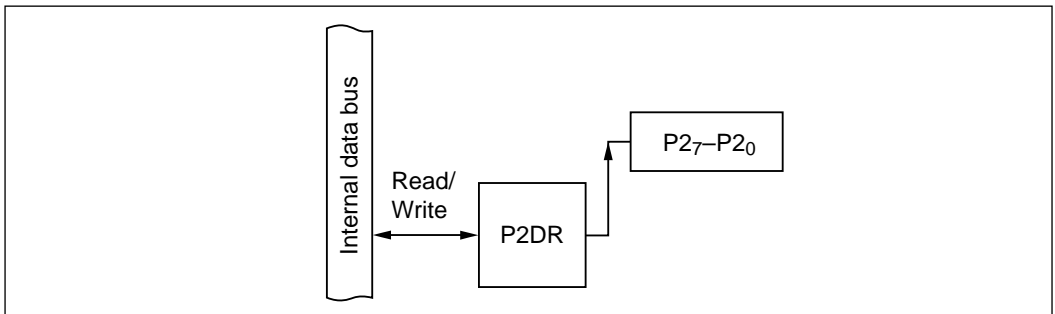 Internal data bus
Read/
Write
P2DR
P2₇–P2₀